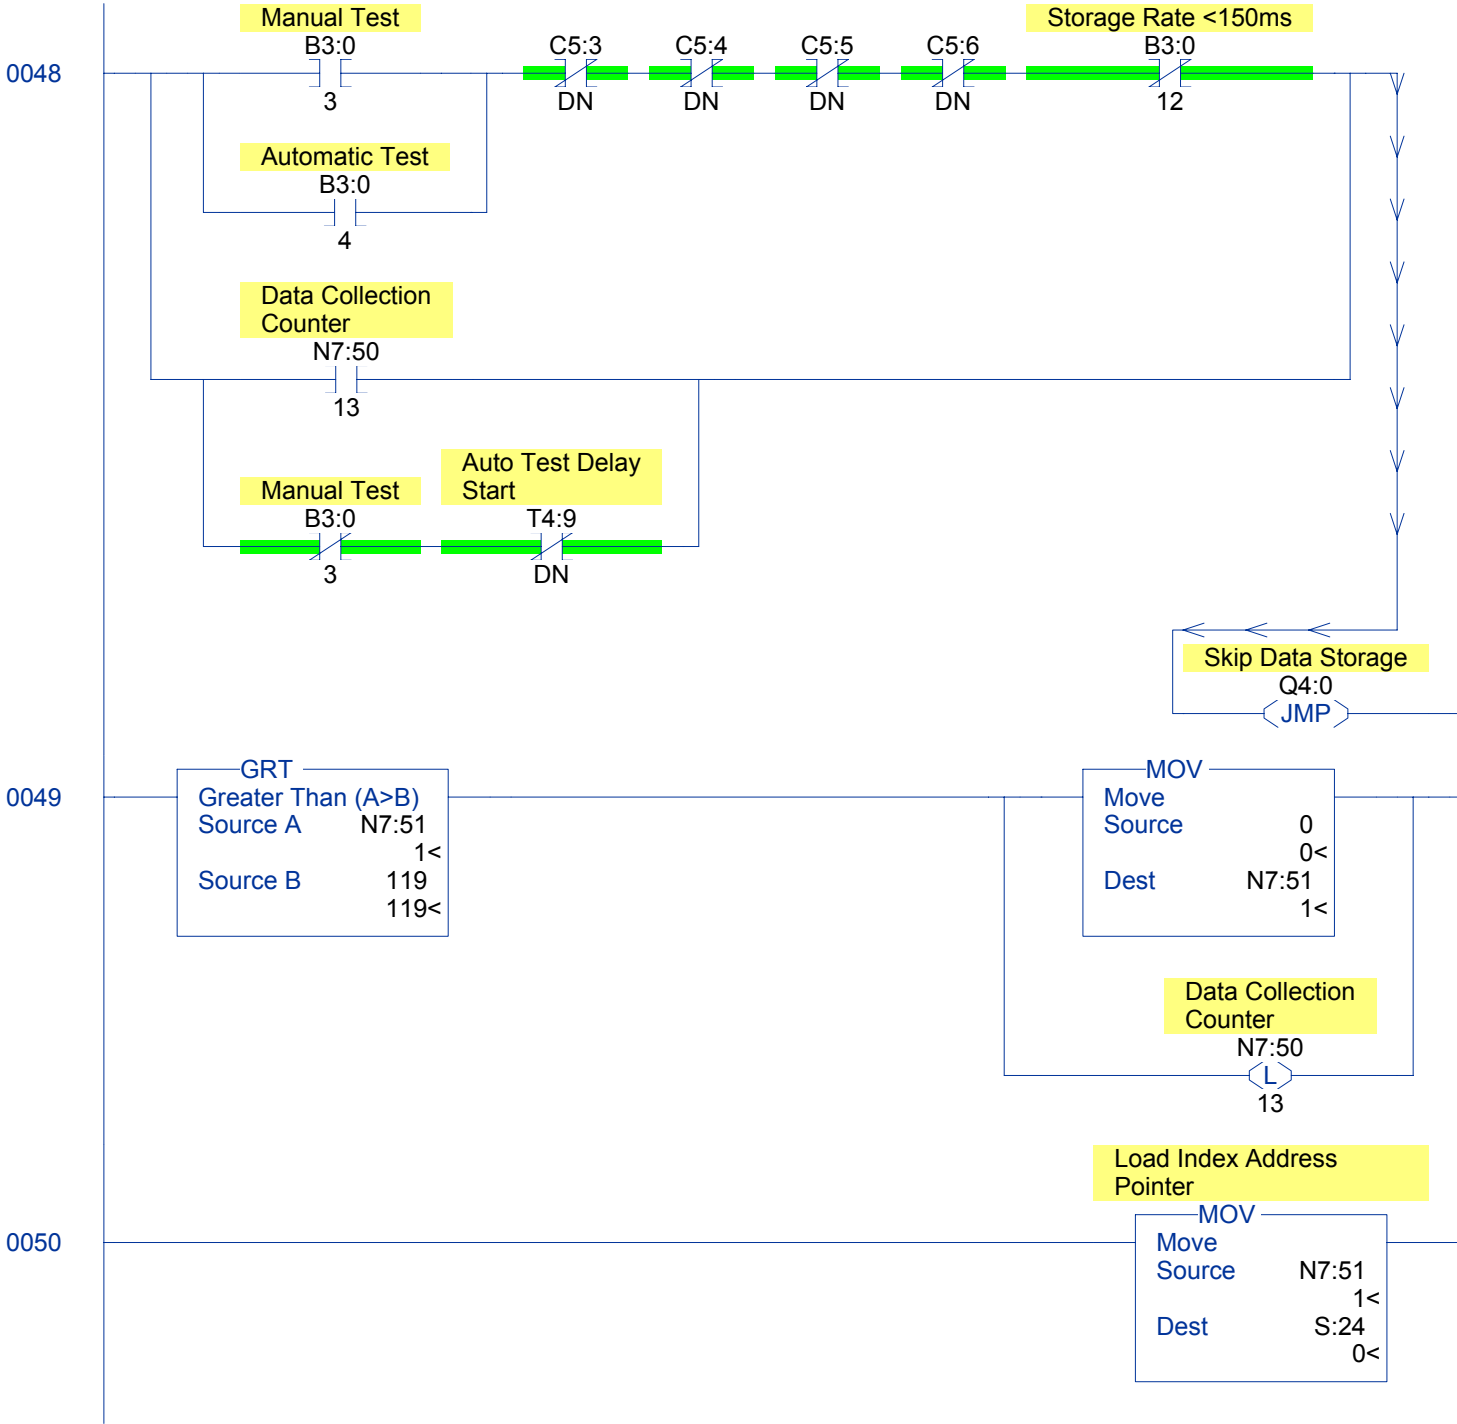 Manual Test
Storage Rate <150ms
B3:0
C5:3
C5:4
C5:5
C5:6
B3:0
0048
3
DN
DN
DN
DN
12
Automatic Test
B3:0
4
Data Collection
Counter
N7:50
13
Auto Test Delay
Start
Manual Test
B3:0
T4:9
3
DN
Skip Data Storage
Q4:0
JMP
0049
GRT
Greater Than (A>B)
Source A N7:51
1<
Source B 119
119<
MOV
Move
Source 0
0<
Dest N7:51
1<
Data Collection
Counter
N7:50
L
13
Load Index Address
Pointer
0050
MOV
Move
Source N7:51
1<
Dest S:24
0<